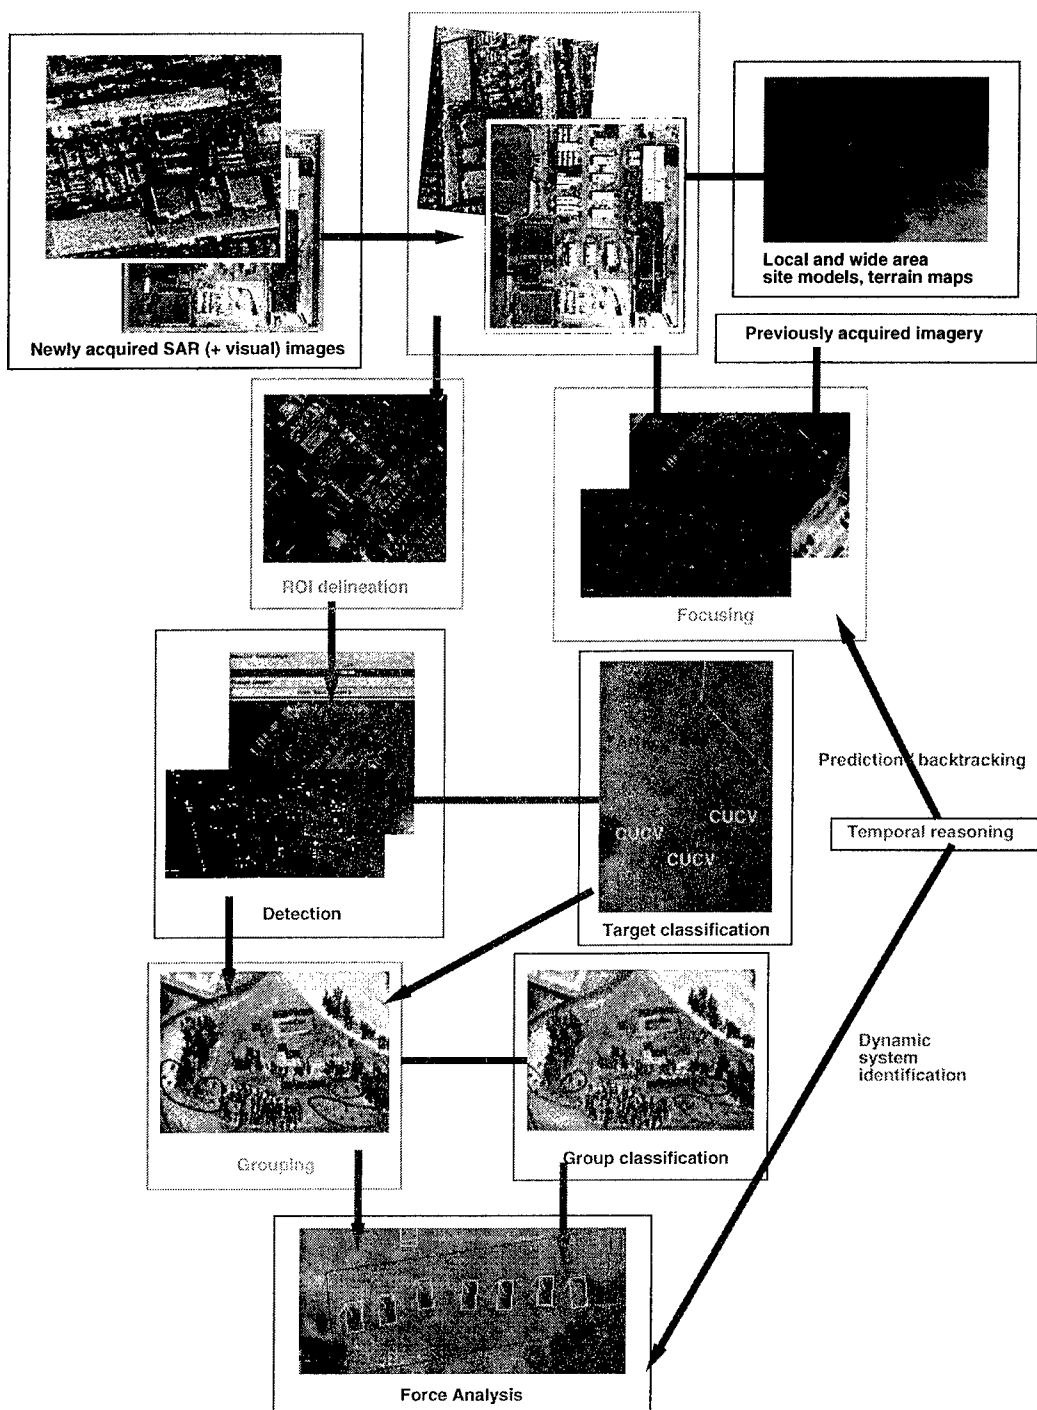 Newly acquired SAR (+ visual) images
Local and wide area
site models, terrain maps
Previously acquired imagery
ROI delineation
Focusing
Prediction/ backtracking
CUCV
CUCV
CUCV
Temporal reasoning
Detection
Target classification
Dynamic
system
identification
Grouping
Group classification
Force Analysis